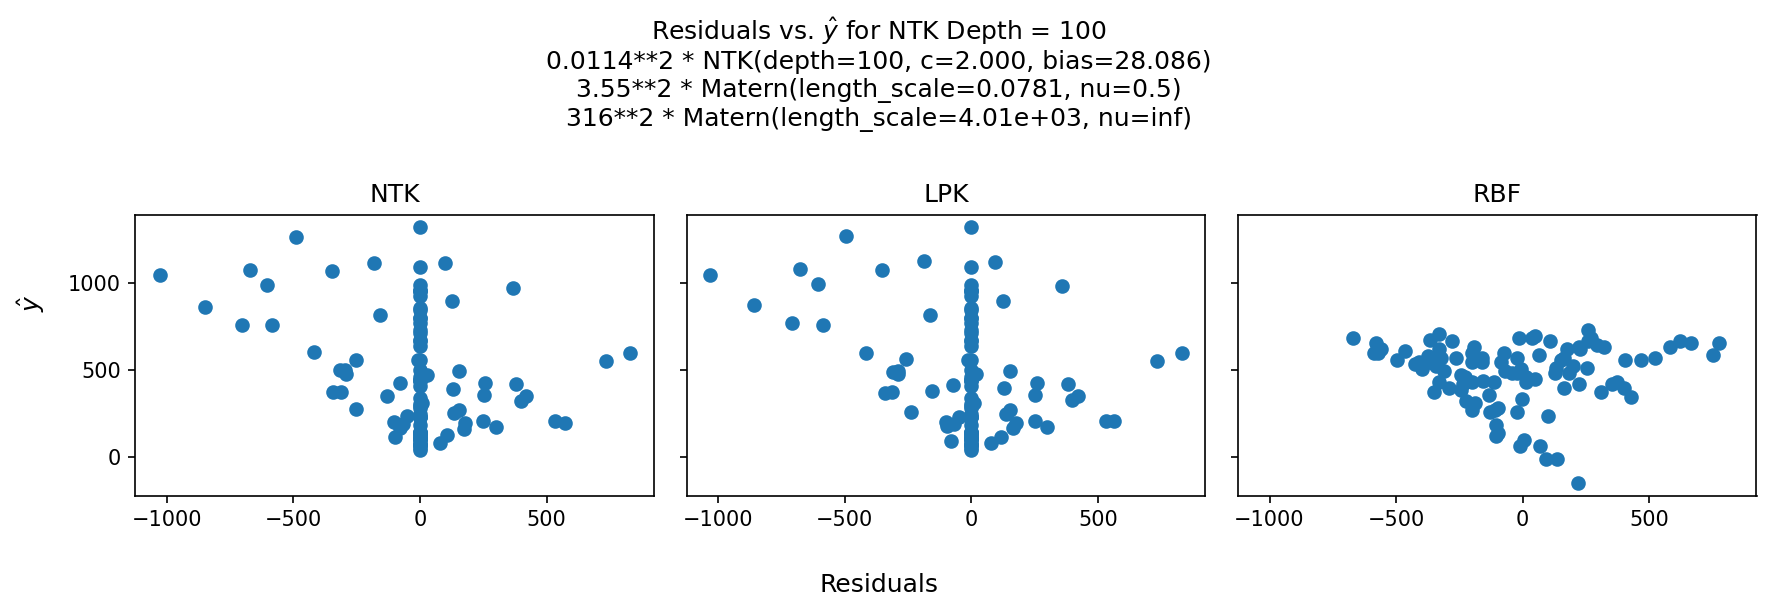 Residuals vs. ŷ for NTK Depth = 100
0.0114**2 * NTK(depth=100, c=2.000, bias=28.086)
3.55**2 * Matern(length_scale=0.0781, nu=0.5)
316**2 * Matern(length_scale=4.01e+03, nu=inf)
NTK
LPK
RBF
ŷ
1000
500
0
−1000 −500 0 500
−1000 −500 0 500
−1000 −500 0 500
Residuals